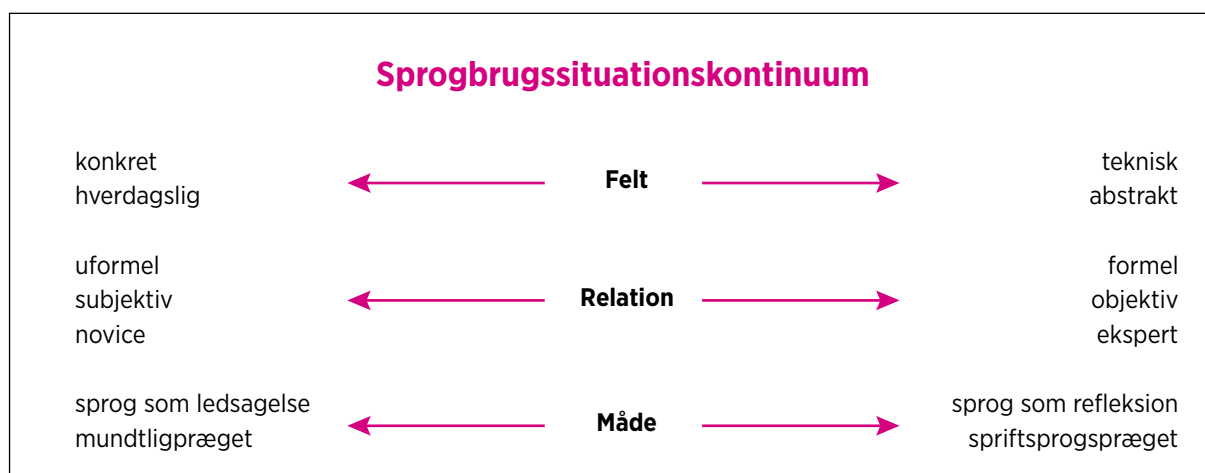 Sprogbrugssituationskontinuum
konkret
hverdagslig
Felt
teknisk
abstrakt
uformel
subjektiv
novice
Relation
formel
objektiv
ekspert
sprog som ledsagelse
mundtligpræget
Måde
sprog som refleksion
spriftsprogspræget